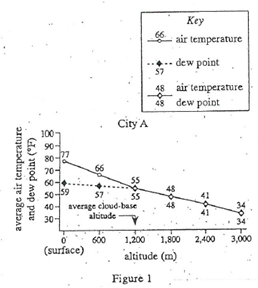 Key
66 air temperature
dew point
57
48 air temperature
48 dew point
City A
average air temperature
and dew point (°F)
100
90
80
70
60
50
40
30
77
66
55
48
41
34
59
57
55
48
41
34
average cloud-base
altitude
0 600 1,200 1,800 2,400 3,000
(surface)
altitude (m)
Figure 1